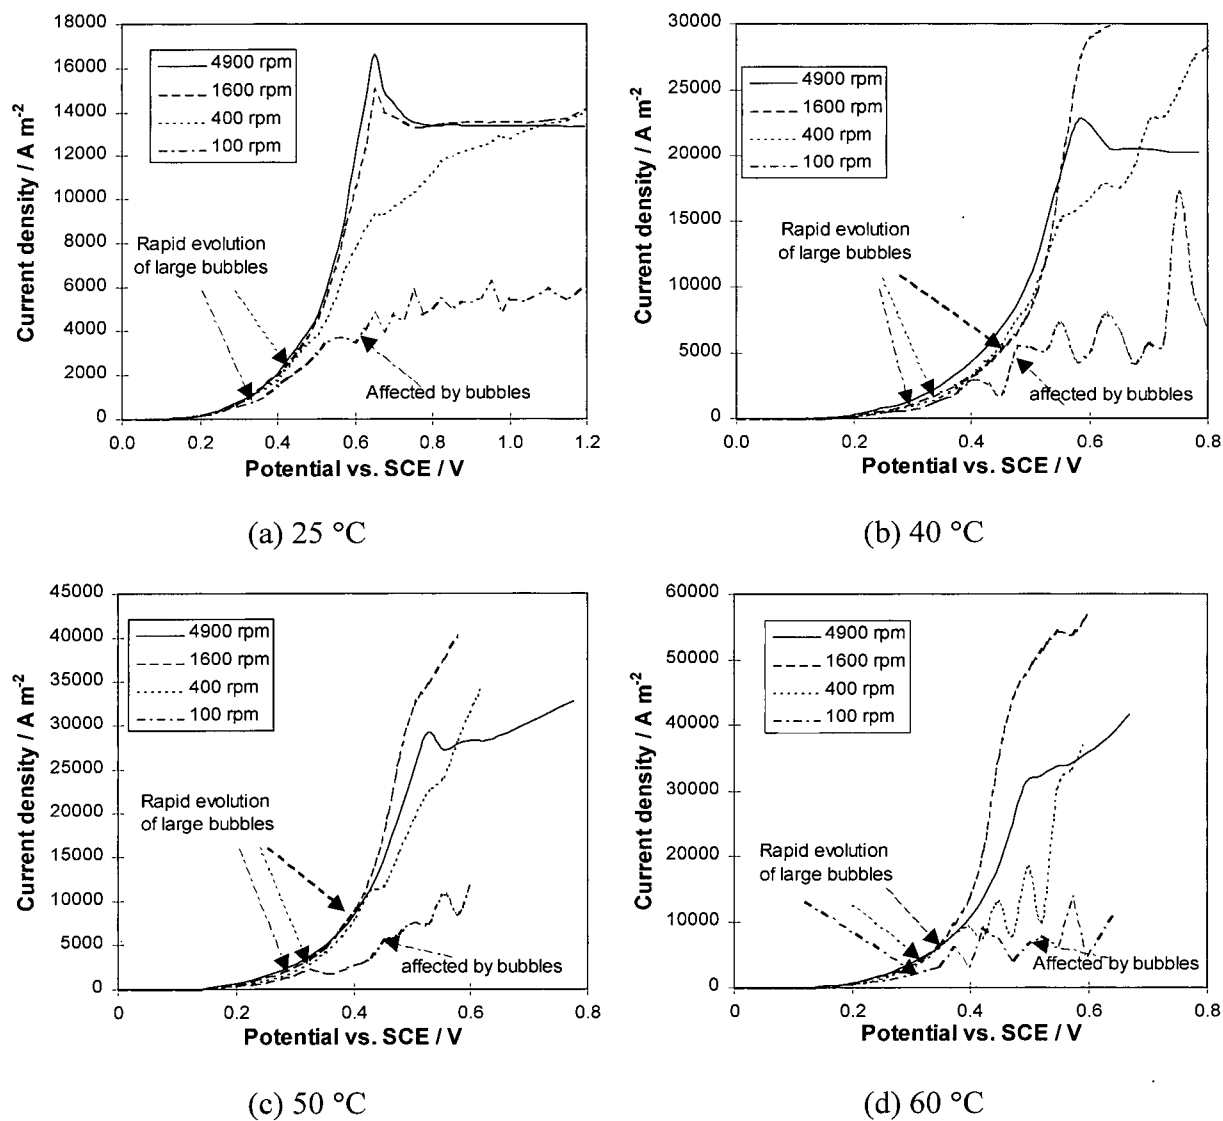 18000
16000
14000
12000
10000
8000
6000
4000
2000
0
Current density / A m-2
4900 rpm
1600 rpm
400 rpm
100 rpm
Rapid evolution
of large bubbles
Affected by bubbles
0.0 0.2 0.4 0.6 0.8 1.0 1.2
Potential vs. SCE / V
(a) 25 °C
30000
25000
20000
15000
10000
5000
0
Current density / A m-2
4900 rpm
1600 rpm
400 rpm
100 rpm
Rapid evolution
of large bubbles
affected by bubbles
0.0 0.2 0.4 0.6 0.8
Potential vs. SCE / V
(b) 40 °C
45000
40000
35000
30000
25000
20000
15000
10000
5000
0
Current density / A m-2
4900 rpm
1600 rpm
400 rpm
100 rpm
Rapid evolution
of large bubbles
affected by bubbles
0 0.2 0.4 0.6 0.8
Potential vs. SCE / V
(c) 50 °C
60000
50000
40000
30000
20000
10000
0
Current density / A m-2
4900 rpm
1600 rpm
400 rpm
100 rpm
Rapid evolution
of large bubbles
Affected by bubbles
0 0.2 0.4 0.6 0.8
Potential vs. SCE / V
(d) 60 °C